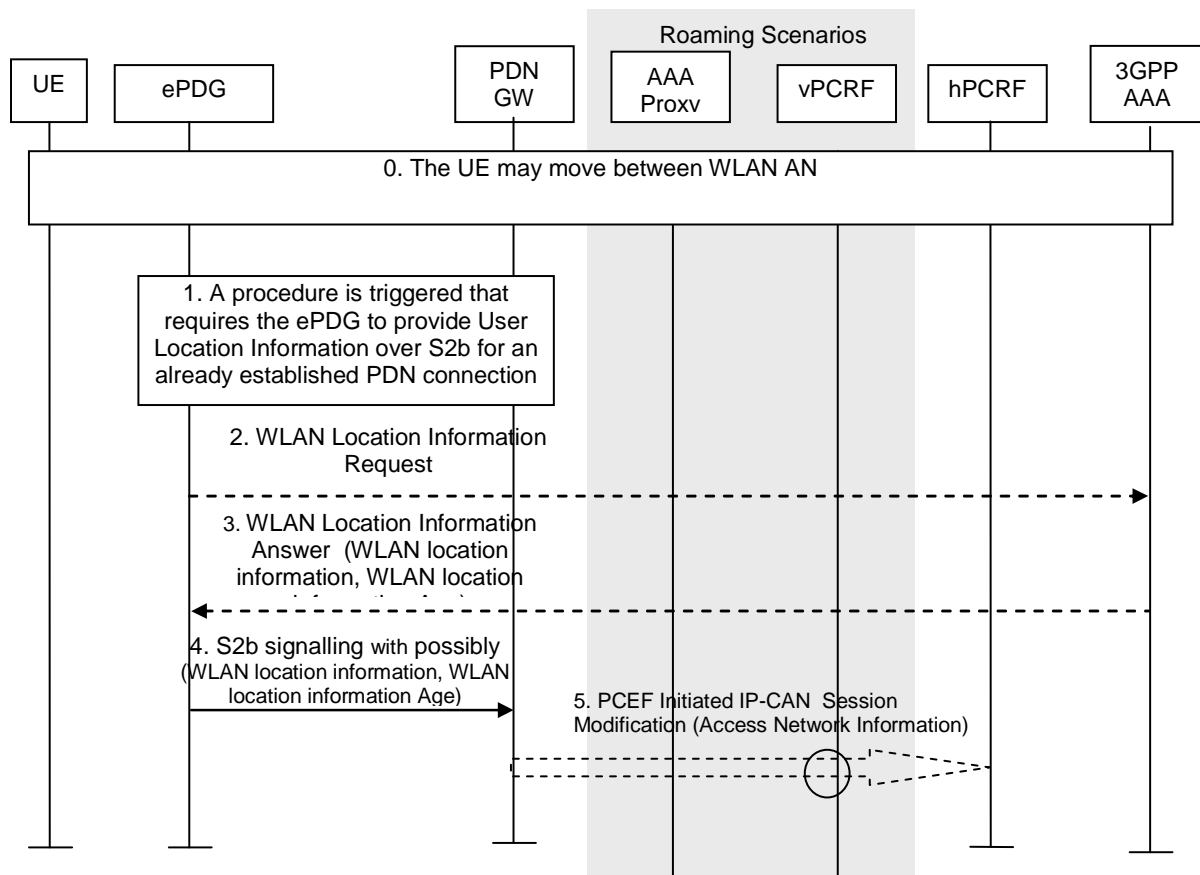 Roaming Scenarios
UE
ePDG
PDN
GW
AAA
Proxy
vPCRF
hPCRF
3GPP
AAA
0. The UE may move between WLAN AN
1. A procedure is triggered that
requires the ePDG to provide User
Location Information over S2b for an
already established PDN connection
2. WLAN Location Information
Request
3. WLAN Location Information
Answer (WLAN location
information, WLAN location
4. S2b signalling with possibly
(WLAN location information, WLAN
location information Age)
5. PCEF Initiated IP-CAN Session
Modification (Access Network Information)